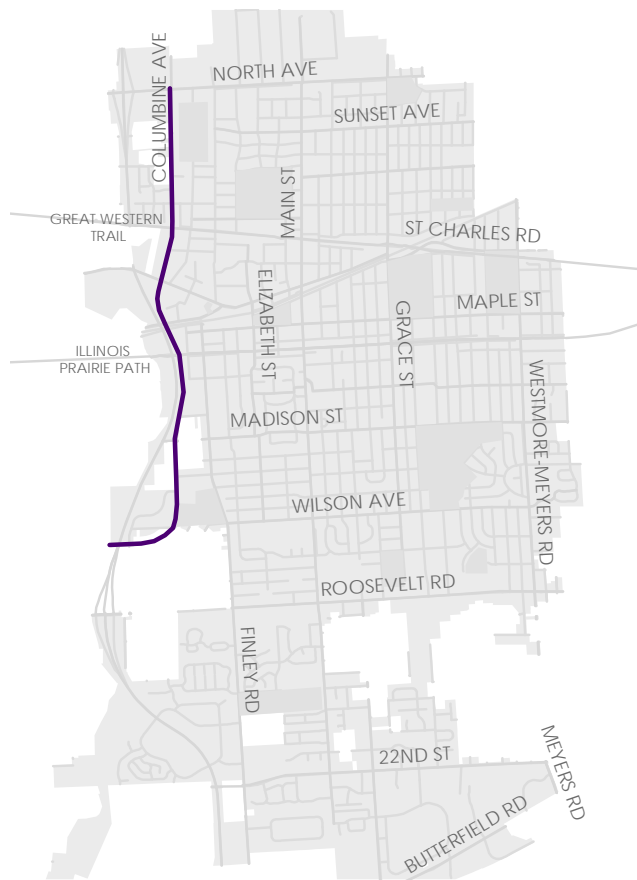 COLUMBINE AVE
NORTH AVE
SUNSET AVE
MAIN ST
GREAT WESTERN
TRAIL
ST CHARLES RD
ELIZABETH ST
MAPLE ST
GRACE ST
ILLINOIS
PRAIRIE PATH
WESTMORE-MEYERS RD
MADISON ST
WILSON AVE
ROOSEVELT RD
FINLEY RD
22ND ST
MEYERS RD
BUTTERFIELD RD